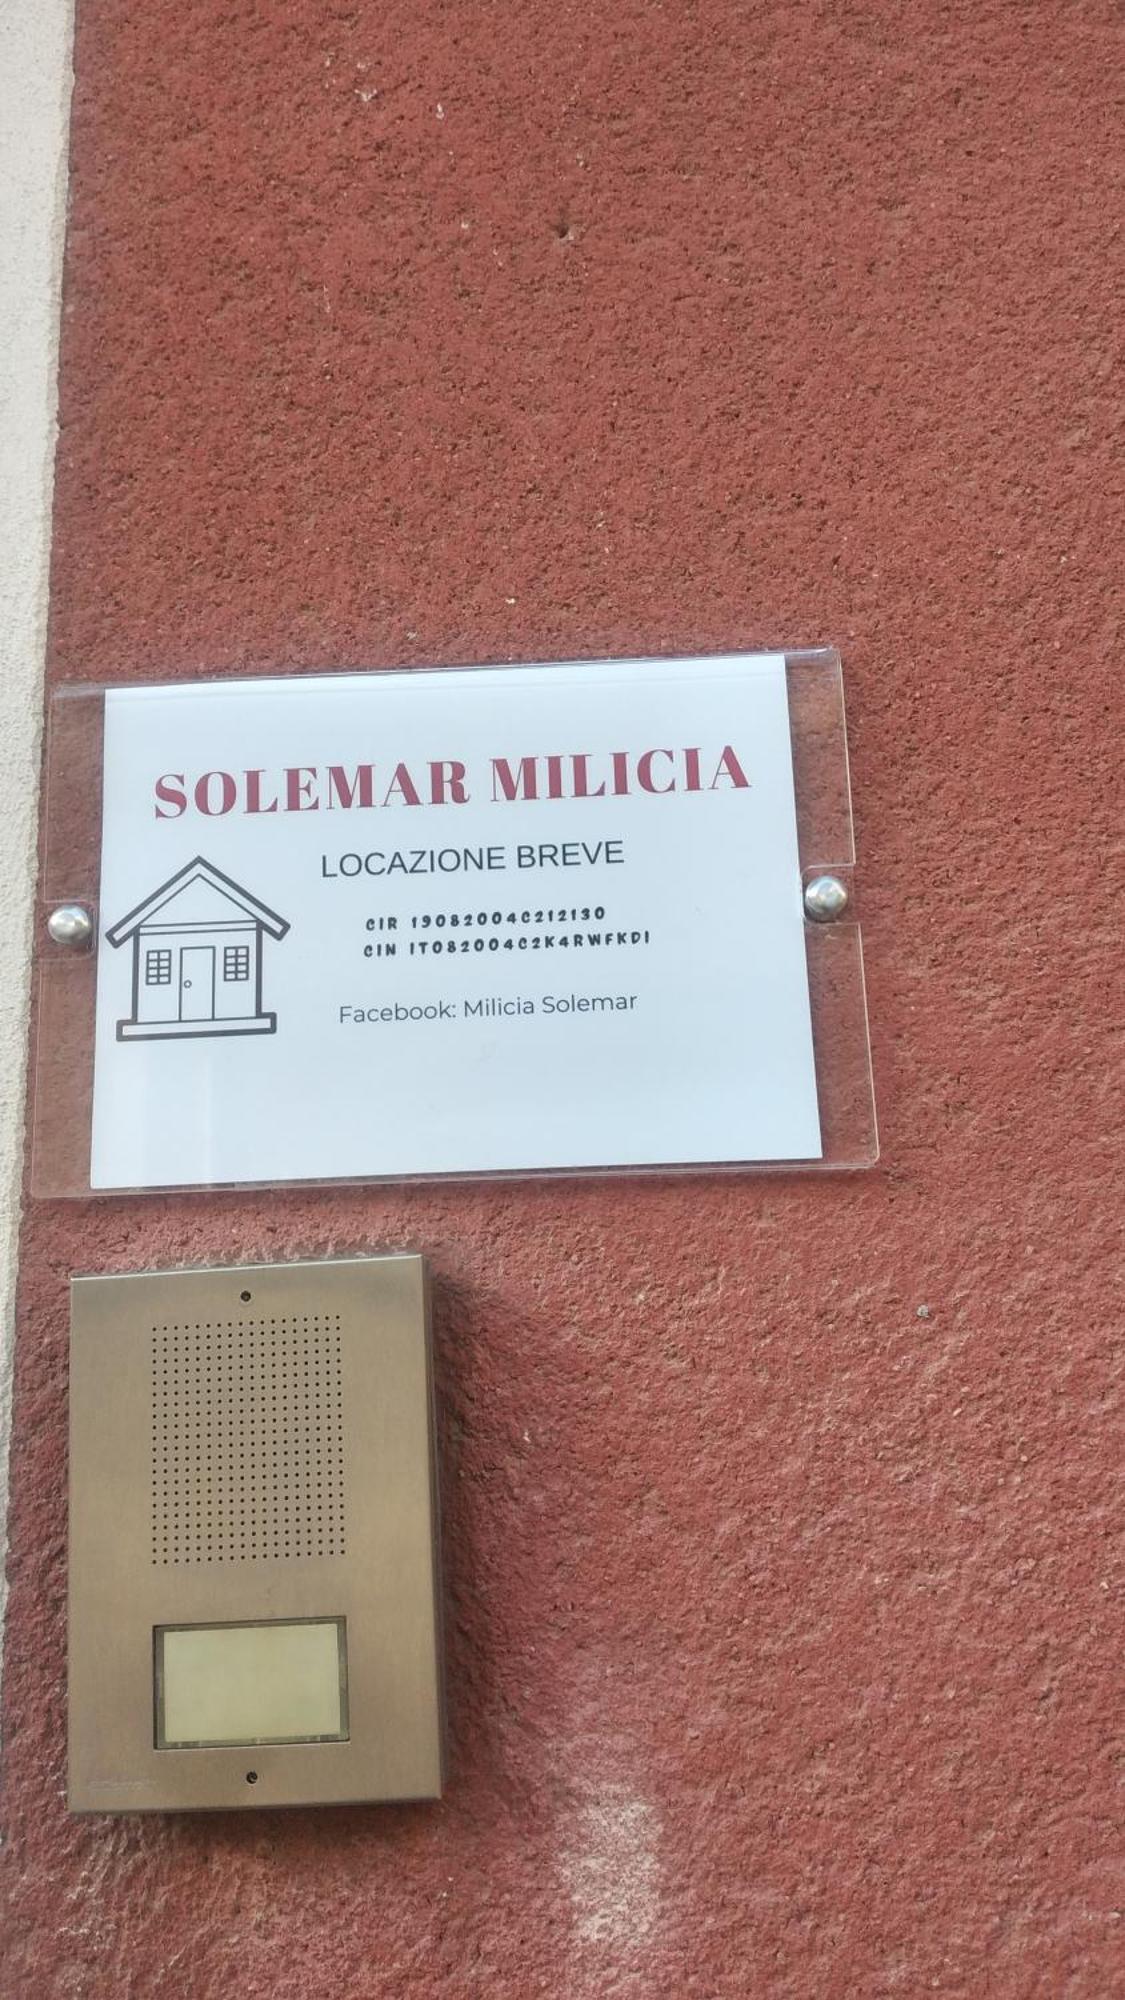 SOLEMAR MILICIA
LOCAZIONE BREVE
CIR 19082004C212130
CIN IT082004C2K4RWFKDI
Facebook: Milicia Solemar